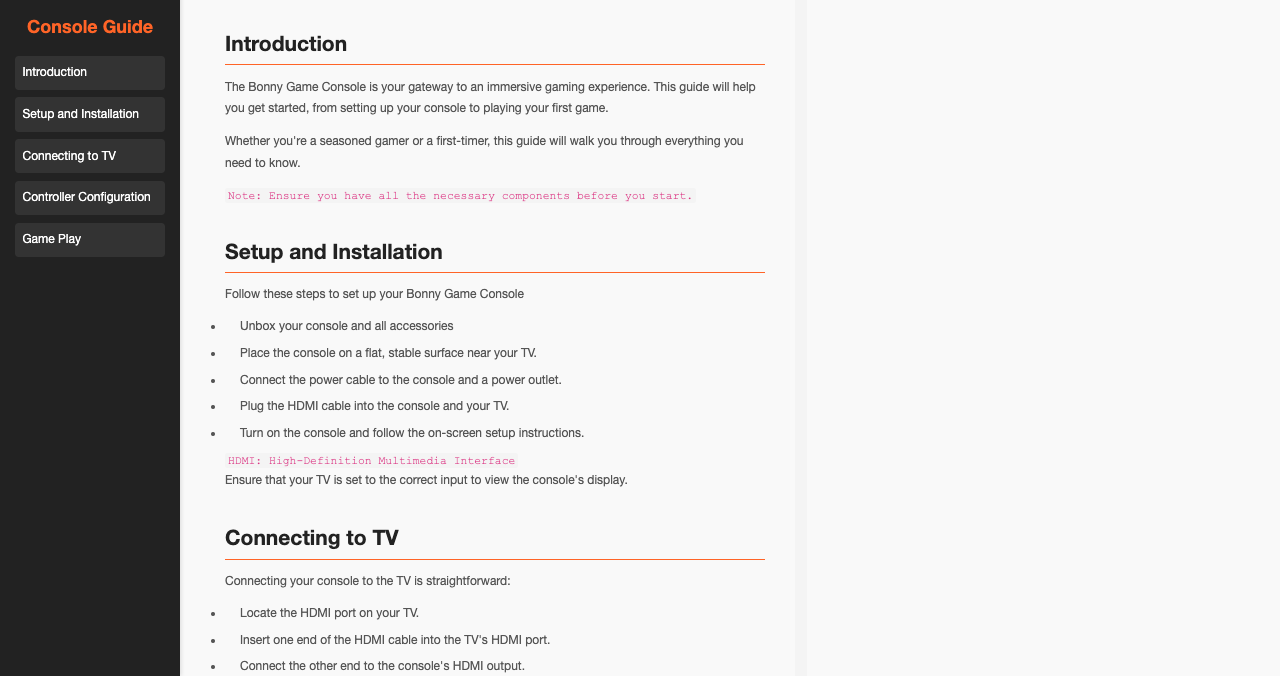 Console Guide
Introduction
Setup and Installation
Connecting to TV
Controller Configuration
Game Play
Introduction
The Bonny Game Console is your gateway to an immersive gaming experience. This guide will help
you get started, from setting up your console to playing your first game.
Whether you're a seasoned gamer or a first-timer, this guide will walk you through everything you
need to know.
Note: Ensure you have all the necessary components before you start.
Setup and Installation
Follow these steps to set up your Bonny Game Console
• Unbox your console and all accessories
• Place the console on a flat, stable surface near your TV.
• Connect the power cable to the console and a power outlet.
• Plug the HDMI cable into the console and your TV.
• Turn on the console and follow the on-screen setup instructions.
HDMI: High-Definition Multimedia Interface
Ensure that your TV is set to the correct input to view the console's display.
Connecting to TV
Connecting your console to the TV is straightforward:
• Locate the HDMI port on your TV.
• Insert one end of the HDMI cable into the TV's HDMI port.
• Connect the other end to the console's HDMI output.